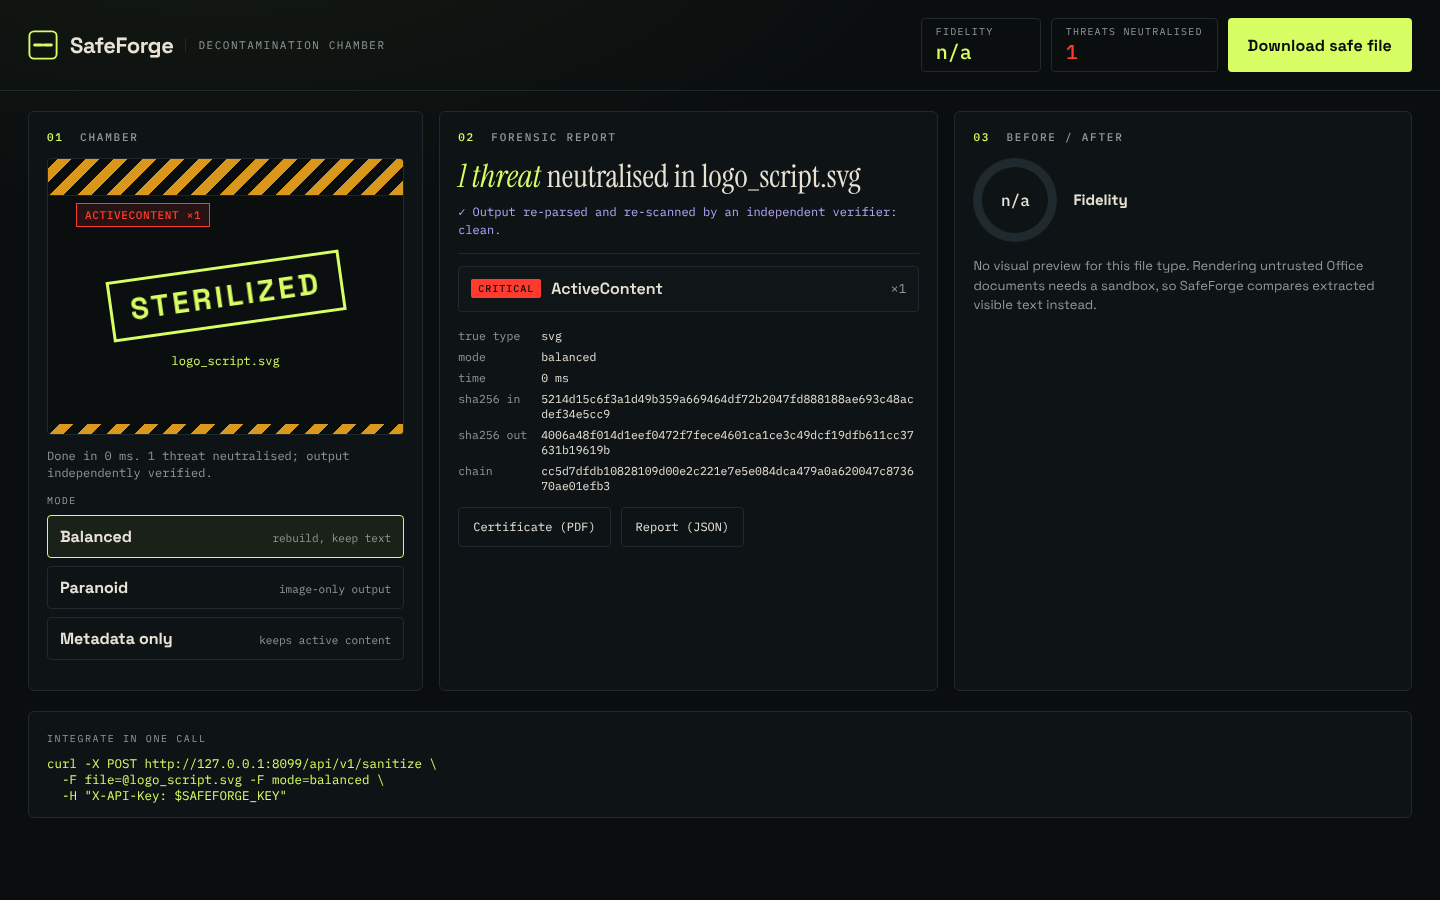 SafeForge
DECONTAMINATION CHAMBER
FIDELITY
n/a
THREATS NEUTRALISED
1
Download safe file
01 CHAMBER
ACTIVECONTENT ×1
STERILIZED
logo_script.svg
Done in 0 ms. 1 threat neutralised; output
independently verified.
MODE
Balanced rebuild, keep text
Paranoid image-only output
Metadata only keeps active content
02 FORENSIC REPORT
1 threat neutralised in logo_script.svg
✓ Output re-parsed and re-scanned by an independent verifier:
clean.
CRITICAL ActiveContent ×1
true type svg
mode balanced
time 0 ms
sha256 in 5214d15c6f3a1d49b359a669464df72b2047fd888188ae693c48ac
def34e5cc9
sha256 out 4006a48f014d1eef0472f7fece4601ca1ce3c49dcf19dfb611cc37
631b19619b
chain cc5d7dfdb10828109d00e2c221e7e5e084dca479a0a620047c8736
70ae01efb3
Certificate (PDF)
Report (JSON)
03 BEFORE / AFTER
n/a
Fidelity
No visual preview for this file type. Rendering untrusted Office
documents needs a sandbox, so SafeForge compares extracted
visible text instead.
INTEGRATE IN ONE CALL
curl -X POST http://127.0.0.1:8099/api/v1/sanitize \
-F file=@logo_script.svg -F mode=balanced \
-H "X-API-Key: $SAFEFORGE_KEY"